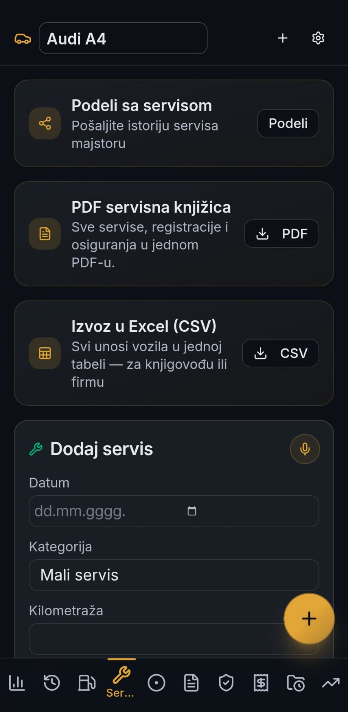 Audi A4
Podeli sa servisom
Pošaljite istoriju servisa
majstoru
Podeli
PDF servisna knjižica
Sve servise, registracije i
osiguranja u jednom
PDF-u.
PDF
Izvoz u Excel (CSV)
Svi unosi vozila u jednoj
tabeli — za knjigovođu ili
firmu
CSV
Dodaj servis
Datum
dd.mm.gggg.
Kategorija
Mali servis
Kilometraža
Ser...